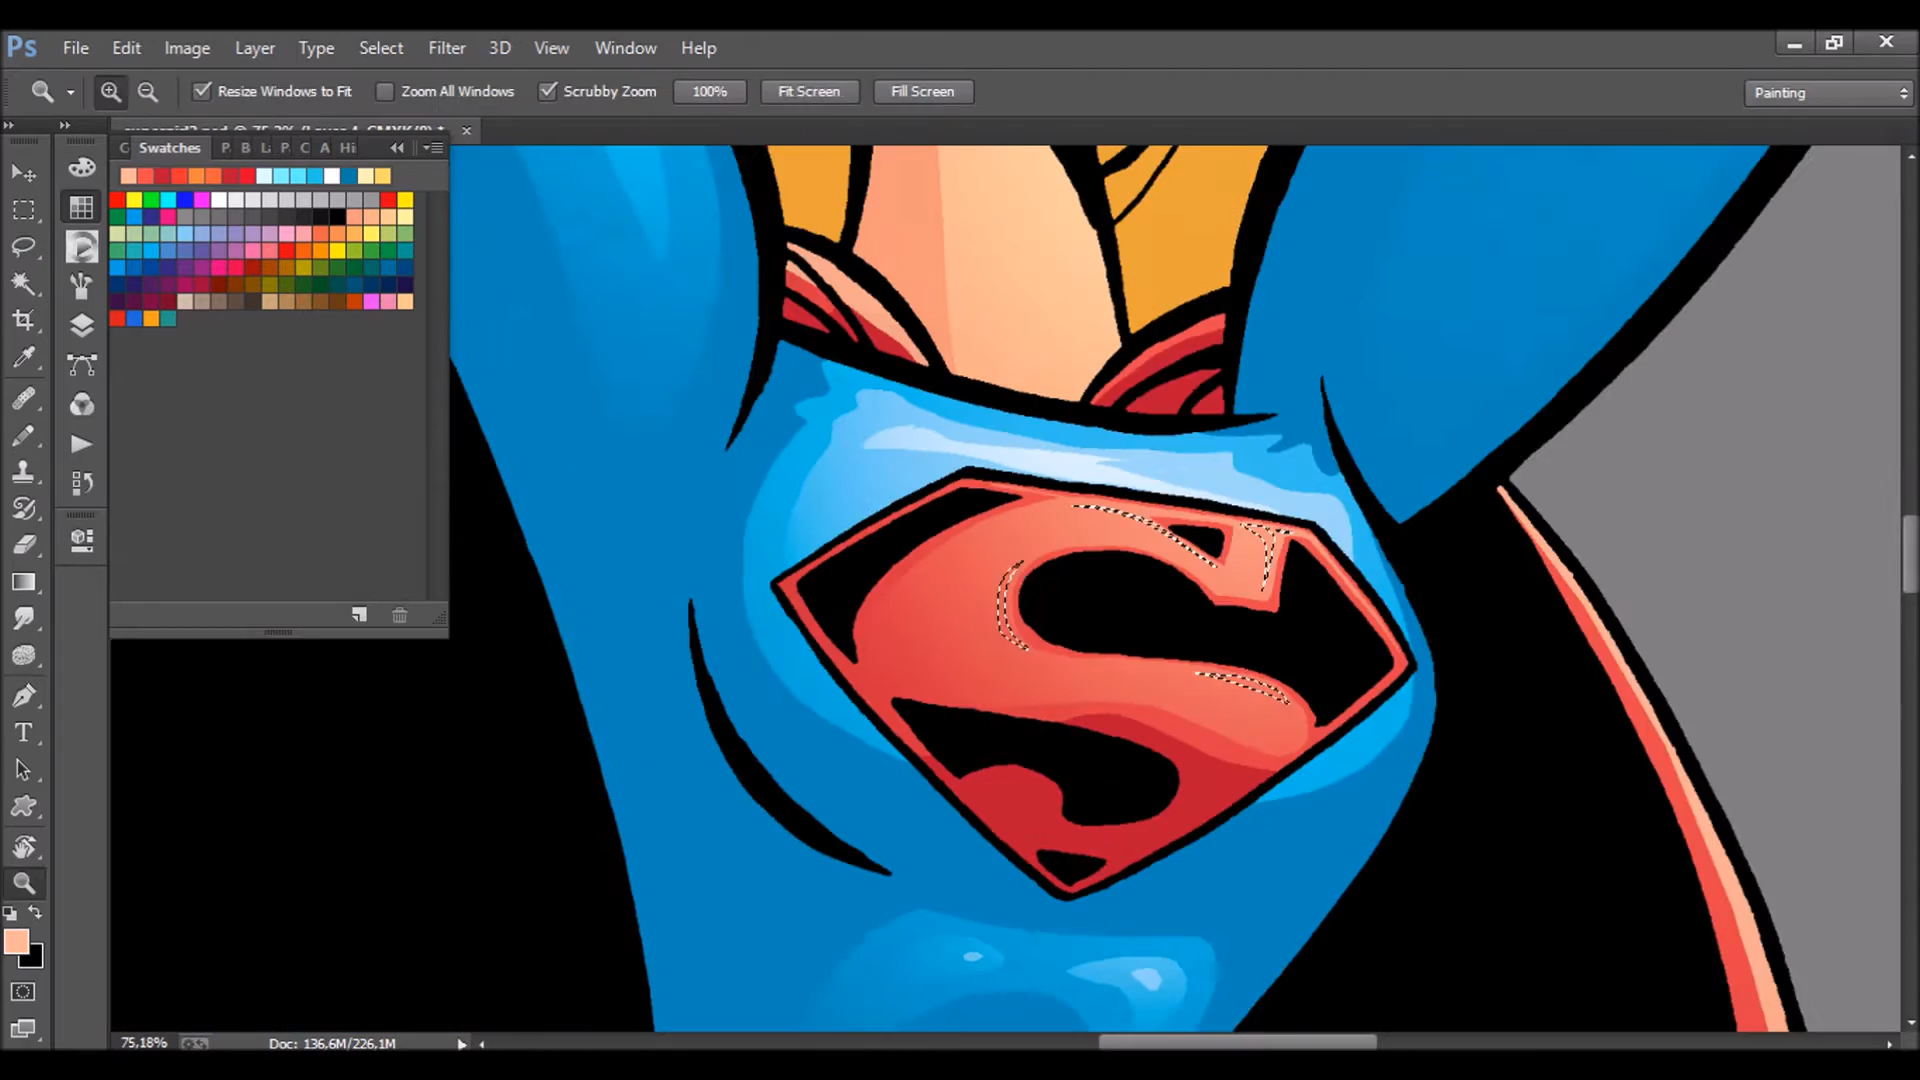 Ps File Edit Image Layer Type Select Filter 3D View Window Help
Resize Windows to Fit Zoom All Windows Scrubby Zoom 100% Fit Screen Fill Screen Painting
Swatches
S
75,18% Doc: 136,6M/226,1M